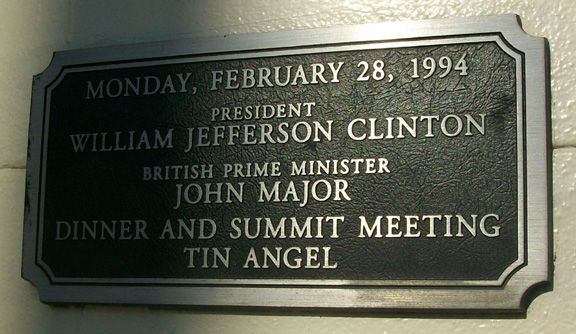 MONDAY, FEBRUARY 28, 1994
PRESIDENT
WILLIAM JEFFERSON CLINTON
BRITISH PRIME MINISTER
JOHN MAJOR
DINNER AND SUMMIT MEETING
TIN ANGEL